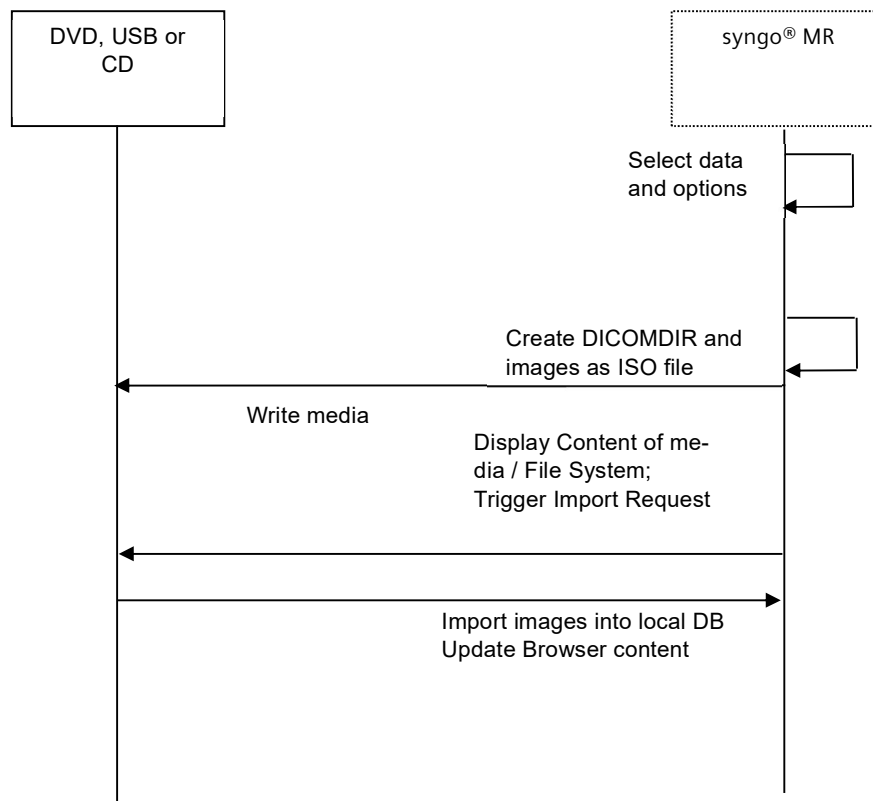 DVD, USB or
CD
syngo® MR
Select data
and options
Create DICOMDIR and
images as ISO file
Write media
Display Content of me-
dia / File System;
Trigger Import Request
Import images into local DB
Update Browser content